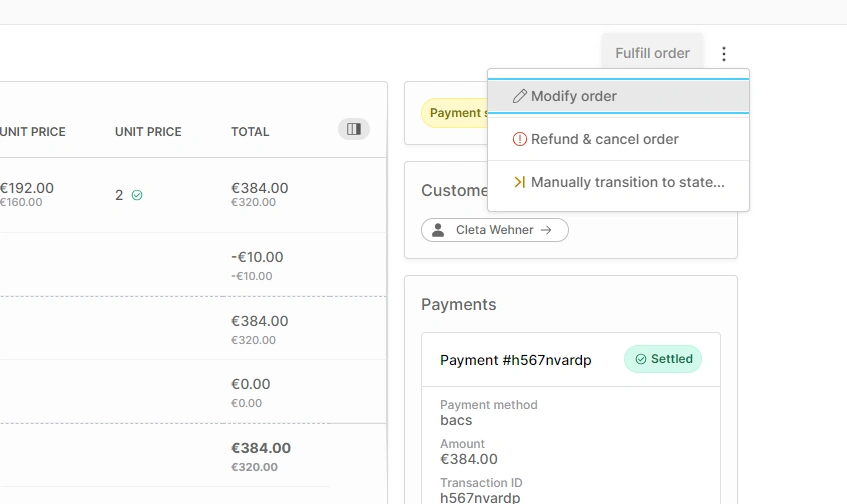 Fulfill order
Modify order
Refund & cancel order
Manually transition to state...
UNIT PRICE UNIT PRICE TOTAL
€192.00 2 €384.00
€160.00 €320.00
-€10.00
-€10.00
€384.00
€320.00
€0.00
€0.00
€384.00
€320.00
Payment
Custome
Cleta Wehner
Payments
Payment #h567nvardp Settled
Payment method
bacs
Amount
€384.00
Transaction ID
h567nvardp